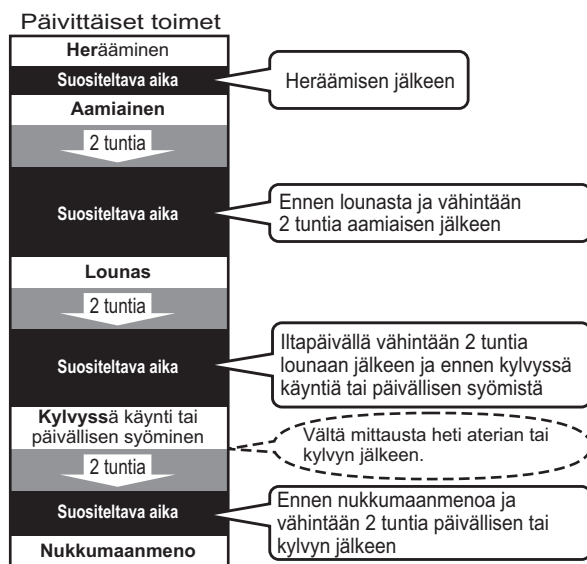 Päivittäiset toimet
Herääminen
Suositeltava aika
Heräämisen jälkeen
Aamiainen
2 tuntia
Suositeltava aika
Ennen lounasta ja vähintään
2 tuntia aamiaisen jälkeen
Lounas
2 tuntia
Suositeltava aika
Iltapäivällä vähintään 2 tuntia
lounaan jälkeen ja ennen kylvyssä
käyntiä tai päivällisen syömistä
Kylvyssä käynti tai
päivällisen syöminen
Vältä mittausta heti aterian tai
kylvyn jälkeen.
2 tuntia
Suositeltava aika
Ennen nukkumaanmenoa ja
vähintään 2 tuntia päivällisen tai
kylvyn jälkeen
Nukkumaanmeno